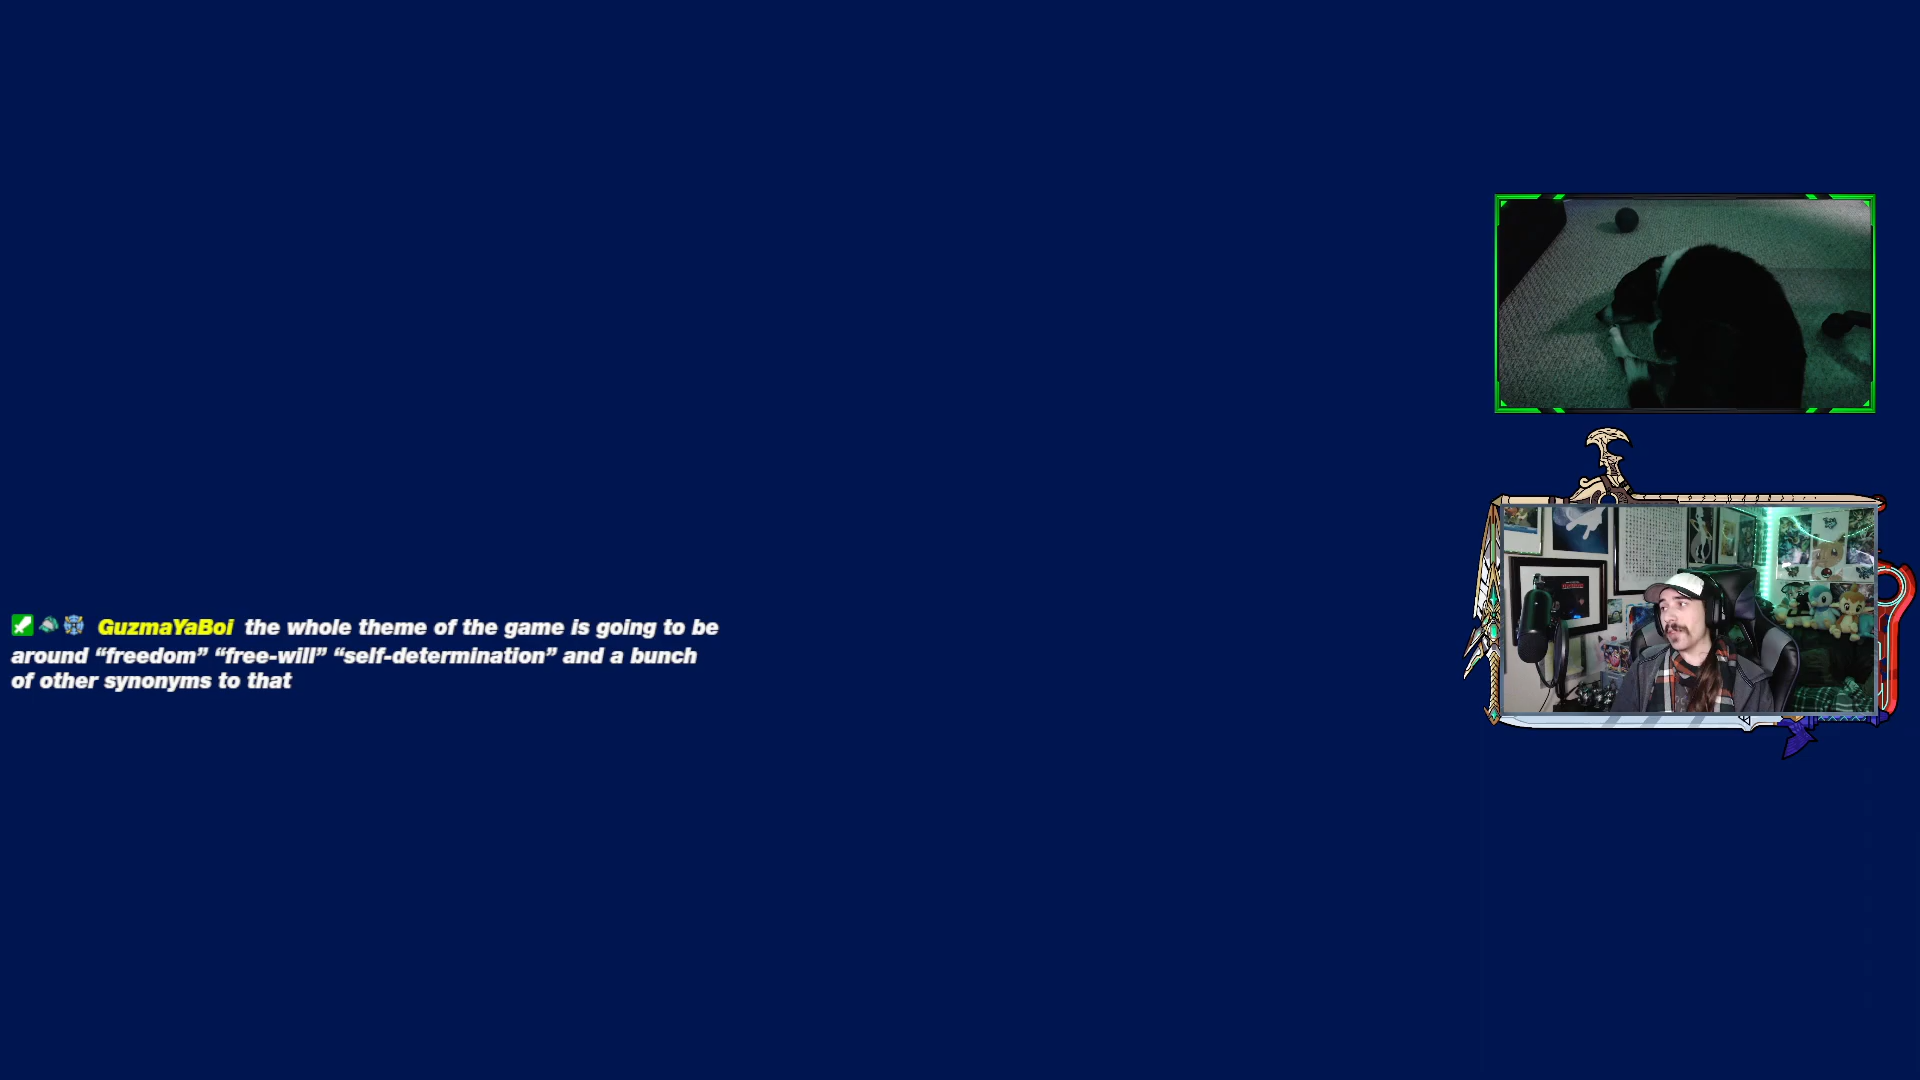 GuzmaYaBoi the whole theme of the game is going to be
around “freedom” “free-will” “self-determination” and a bunch
of other synonyms to that